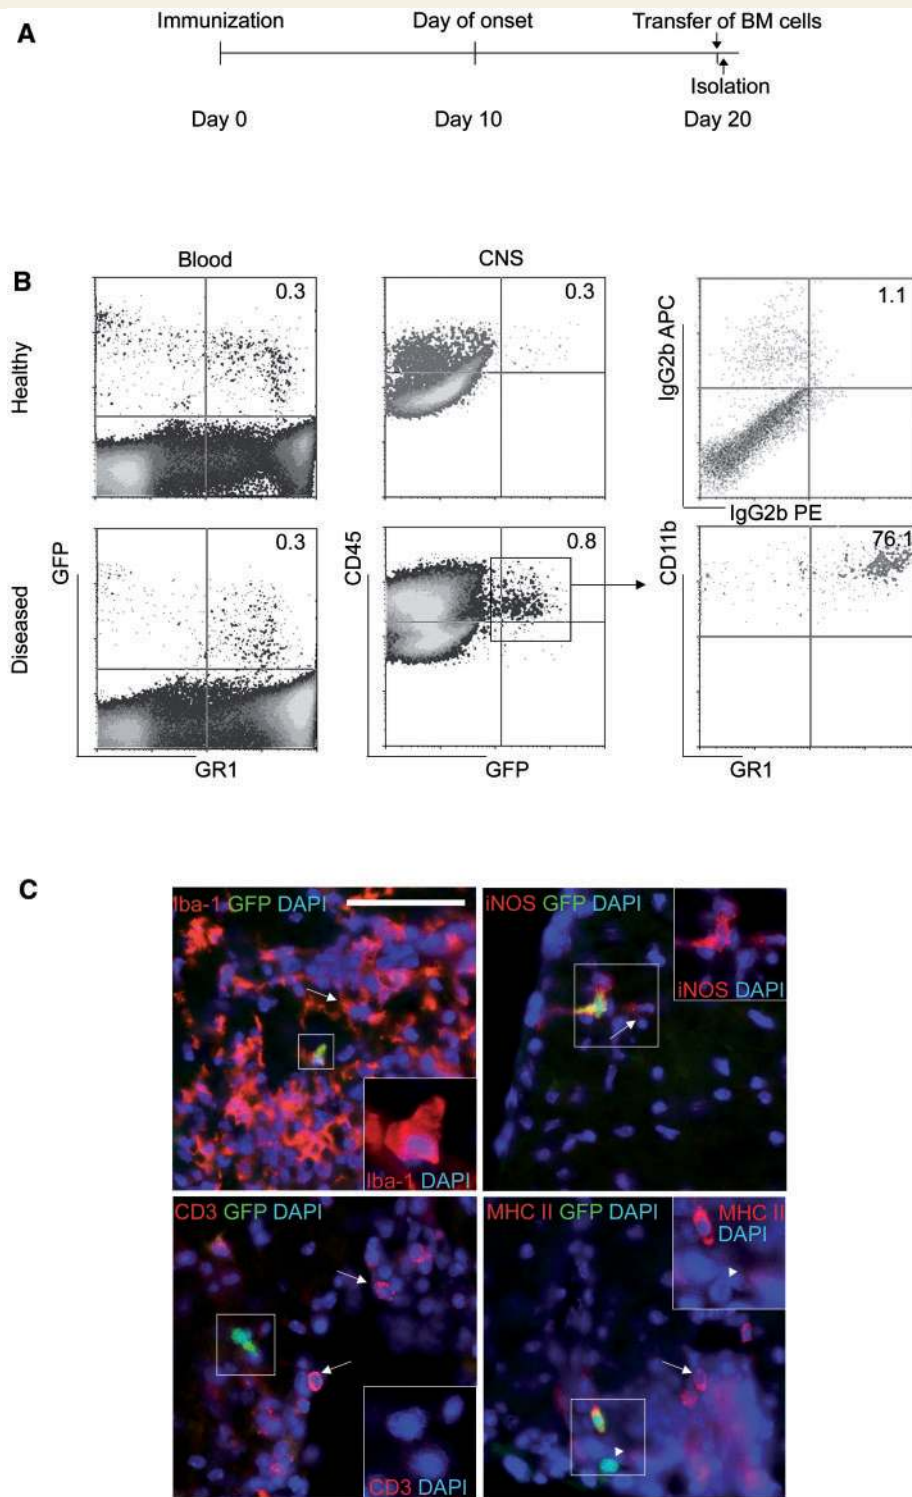 A
Immunization Day of onset Transfer of BM cells
Isolation
Day 0 Day 10 Day 20
B
Blood CNS
Healthy
0.3 0.3 1.1
IgG2b APC
IgG2b PE
Diseased
GFP
0.3
CD45
0.8
CD11b
76.1
GR1 GFP GR1
C
Iba-1 GFP DAPI
Iba-1 DAPI
iNOS GFP DAPI
iNOS DAPI
CD3 GFP DAPI
CD3 DAPI
MHC II GFP DAPI
MHC II
DAPI